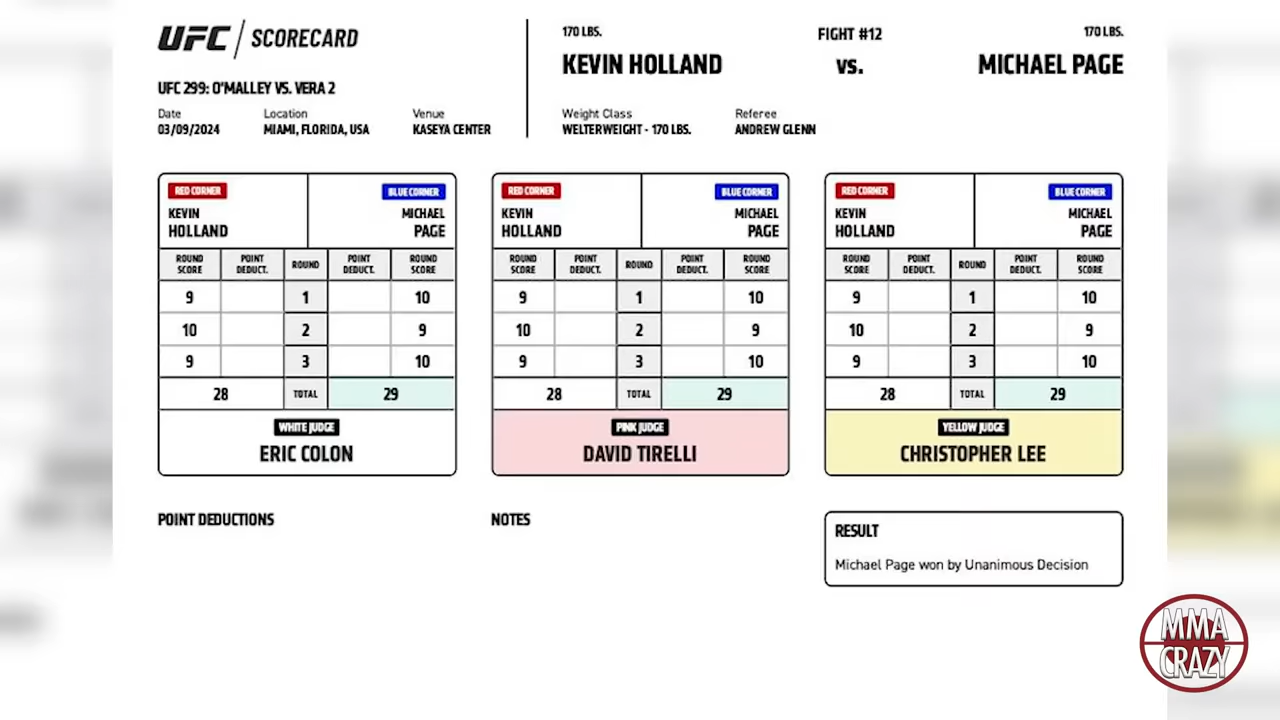 UFC / SCORECARD
UFC 299: O'MALLEY VS. VERA 2
Date Location Venue
03/09/2024 MIAMI, FLORIDA, USA KASEYA CENTER
170 LBS. FIGHT #12 170 LBS.
KEVIN HOLLAND VS. MICHAEL PAGE
Weight Class Referee
WELTERWEIGHT - 170 LBS. ANDREW GLENN
RED CORNER BLUE CORNER
KEVIN MICHAEL
HOLLAND PAGE
ROUND SCORE POINT DEDUCT. ROUND POINT DEDUCT. ROUND SCORE
9 1 10
10 2 9
9 3 10
28 TOTAL 29
WHITE JUDGE
ERIC COLON
RED CORNER BLUE CORNER
KEVIN MICHAEL
HOLLAND PAGE
ROUND SCORE POINT DEDUCT. ROUND POINT DEDUCT. ROUND SCORE
9 1 10
10 2 9
9 3 10
28 TOTAL 29
PINK JUDGE
DAVID TIRELLI
RED CORNER BLUE CORNER
KEVIN MICHAEL
HOLLAND PAGE
ROUND SCORE POINT DEDUCT. ROUND POINT DEDUCT. ROUND SCORE
9 1 10
10 2 9
9 3 10
28 TOTAL 29
YELLOW JUDGE
CHRISTOPHER LEE
POINT DEDUCTIONS
NOTES
RESULT
Michael Page won by Unanimous Decision
MMA
CRAZY